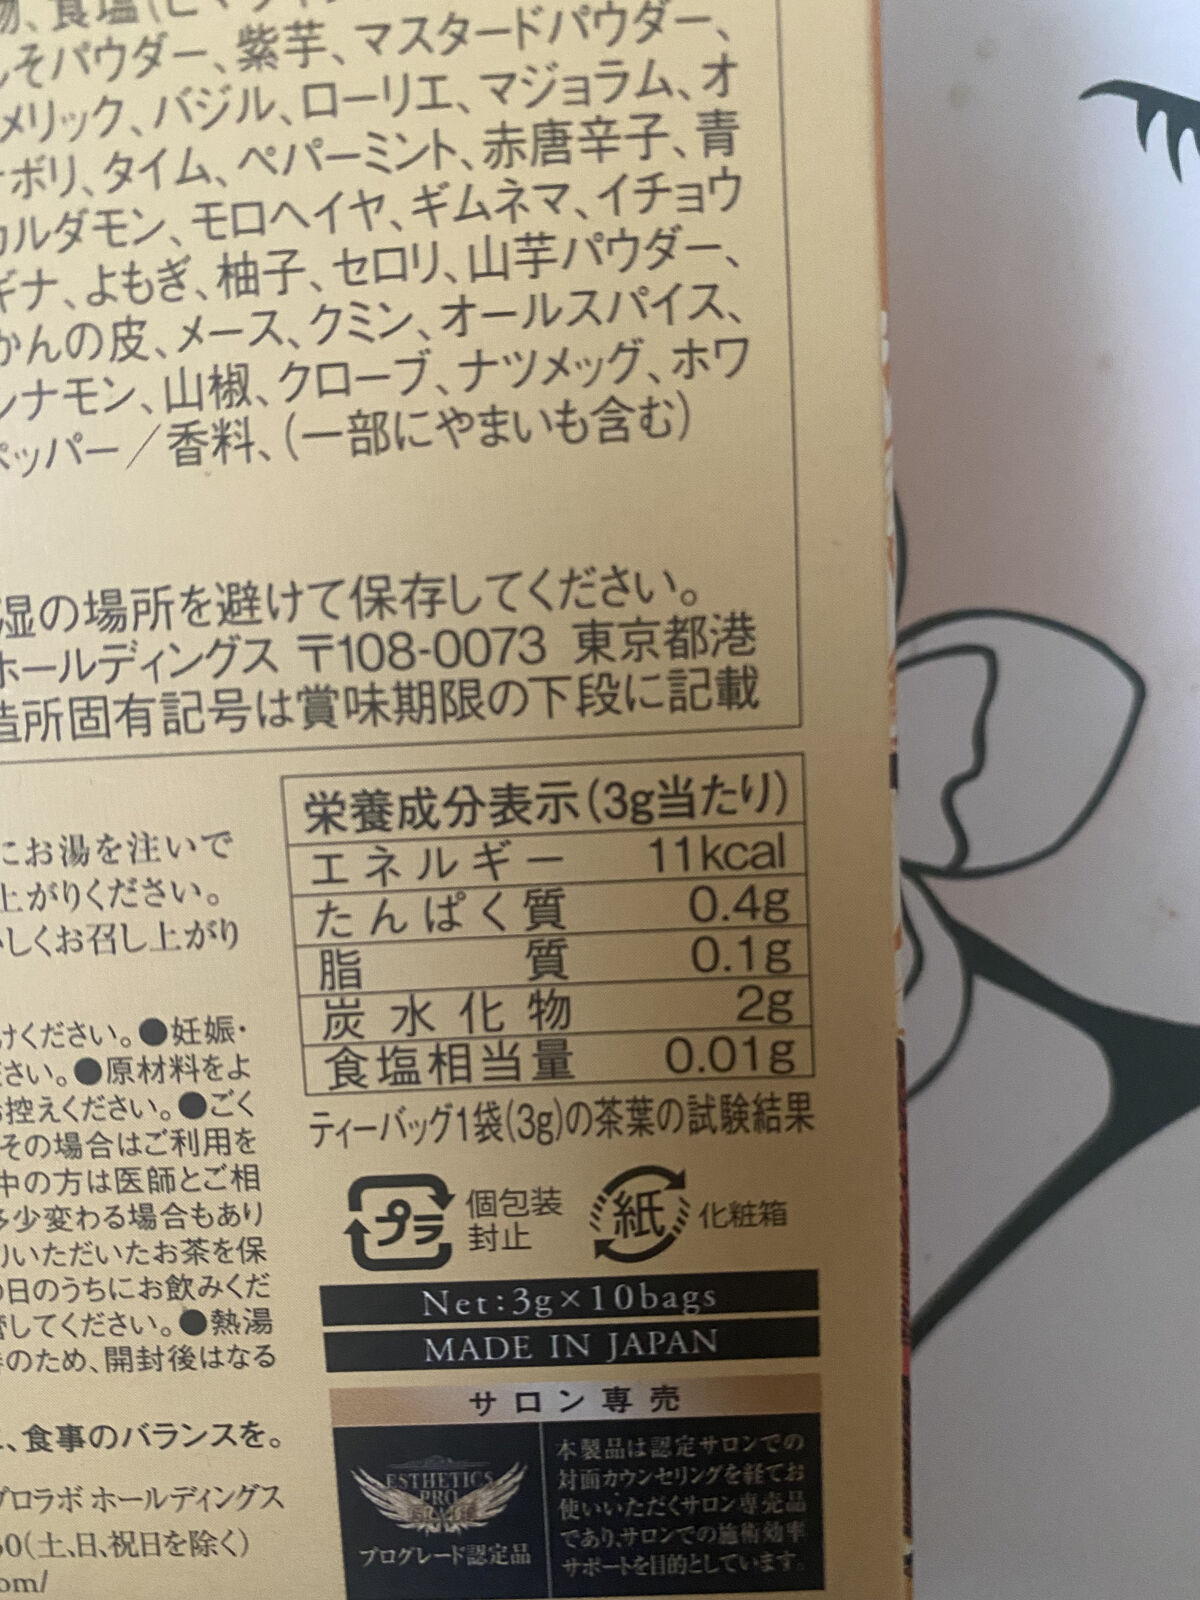 物、食塩(ヒマラヤ
しそパウダー、紫芋、マスタードパウダー、
メリック、バジル、ローリエ、マジョラム、オ
ボリ、タイム、ペパーミント、赤唐辛子、青
カルダモン、モロヘイヤ、ギムネマ、イチョウ
ギナ、よもぎ、柚子、セロリ、山芋パウダー、
かんの皮、メース、クミン、オールスパイス、
ンナモン、山椒、クローブ、ナツメッグ、ホワ
ペッパー／香料、(一部にやまいも含む)
湿の場所を避けて保存してください。
ホールディングス 〒108-0073 東京都港
造所固有記号は賞味期限の下段に記載
栄養成分表示(3g当たり)
エネルギー 11kcal
たんぱく質 0.4g
脂質 0.1g
炭水化物 2g
食塩相当量 0.01g
ティーバッグ1袋(3g)の茶葉の試験結果
プラ 個包装
封止
紙 化粧箱
Net:3g×10bags
MADE IN JAPAN
サロン専売
ESTHETICS
PRO
プログレード認定品
本製品は認定サロンでの
対面カウンセリングを経てお
使いいただくサロン専売品
であり、サロンでの施術効率
サポートを目的としています。
にお湯を注いで
上がりください。
しくお召し上がり
けください。●妊娠・
さい。●原材料をよ
控えください。●ごく
その場合はご利用を
中の方は医師とご相
多少変わる場合もあり
りいただいたお茶を保
の日のうちにお飲みくだ
してください。●熱湯
のため、開封後はなる
、食事のバランスを。
プロラボ ホールディングス
0(土、日、祝日を除く)
om/